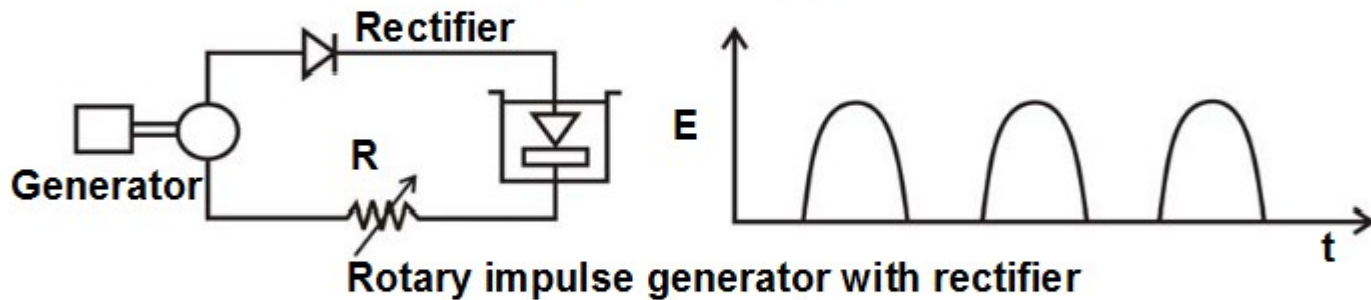 Rectifier
Generator
R
E
t
Rotary impulse generator with rectifier